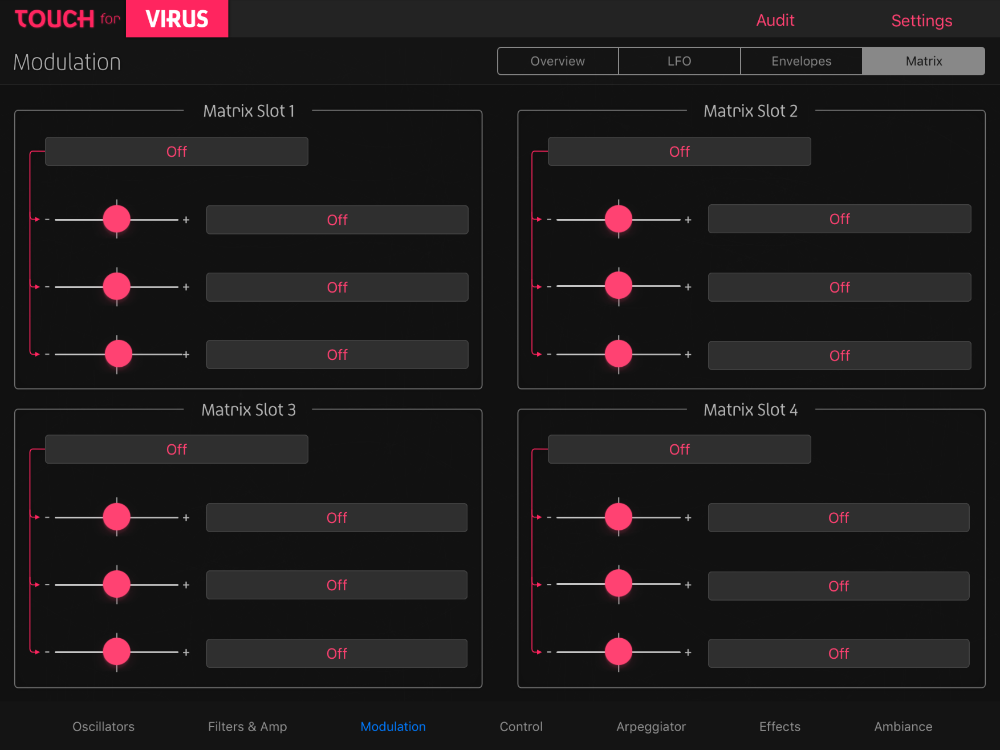 TOUCH for VIRUS Audit Settings
Modulation Overview LFO Envelopes Matrix
Matrix Slot 1 Matrix Slot 2
Off Off
- + Off - + Off
- + Off - + Off
- + Off - + Off
Matrix Slot 3 Matrix Slot 4
Off Off
- + Off - + Off
- + Off - + Off
- + Off - + Off
Oscillators Filters & Amp Modulation Control Arpeggiator Effects Ambiance